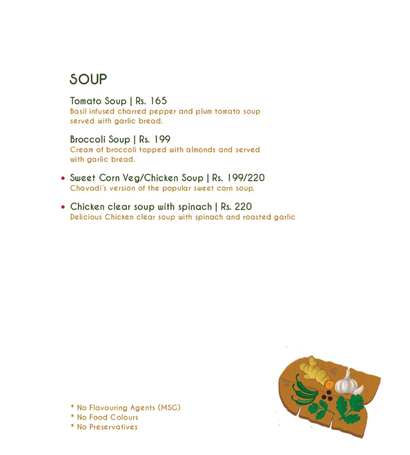 SOUP
Tomato Soup | Rs. 165
Basil infused charred pepper and plum tomato soup
served with garlic bread.
Broccoli Soup | Rs. 199
Cream of broccoli topped with almonds and served
with garlic bread.
• Sweet Corn Veg/Chicken Soup | Rs. 199/220
Chavadi's version of the popular sweet corn soup.
• Chicken clear soup with spinach | Rs. 220
Delicious Chicken clear soup with spinach and roasted garlic
* No Flavouring Agents (MSG)
* No Food Colours
* No Preservatives